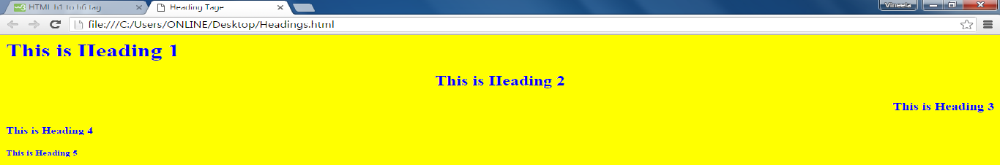 HTML h1 to h6 tag
Heading Tage
Vineela
file:///C:/Users/ONLINE/Desktop/Headings.html
This is Heading 1
This is Heading 2
This is Heading 3
This is Heading 4
This is Heading 5